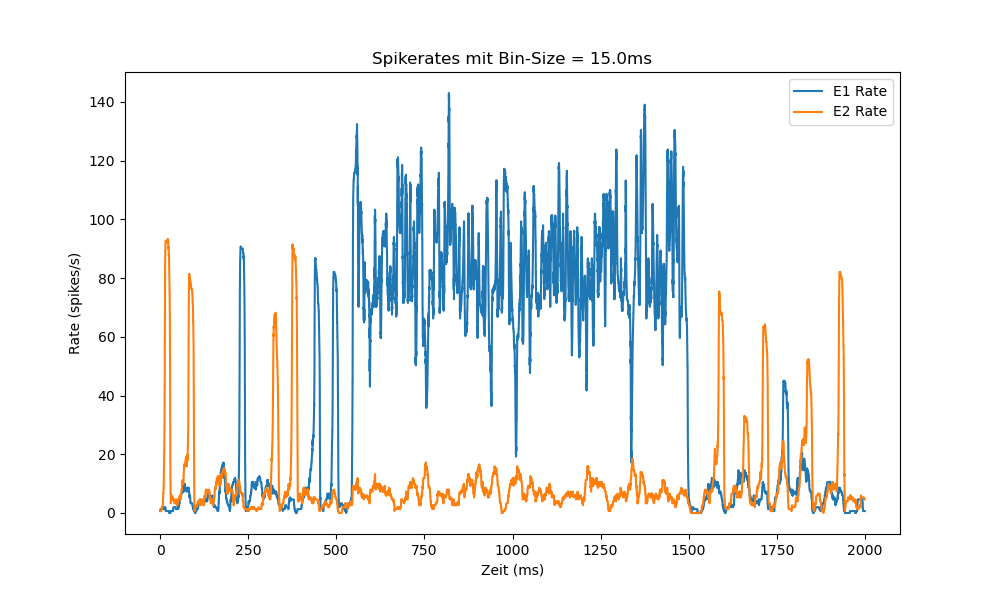 Spikerates mit Bin-Size = 15.0ms
E1 Rate
E2 Rate
Rate (spikes/s)
140
120
100
80
60
40
20
0
0 250 500 750 1000 1250 1500 1750 2000
Zeit (ms)